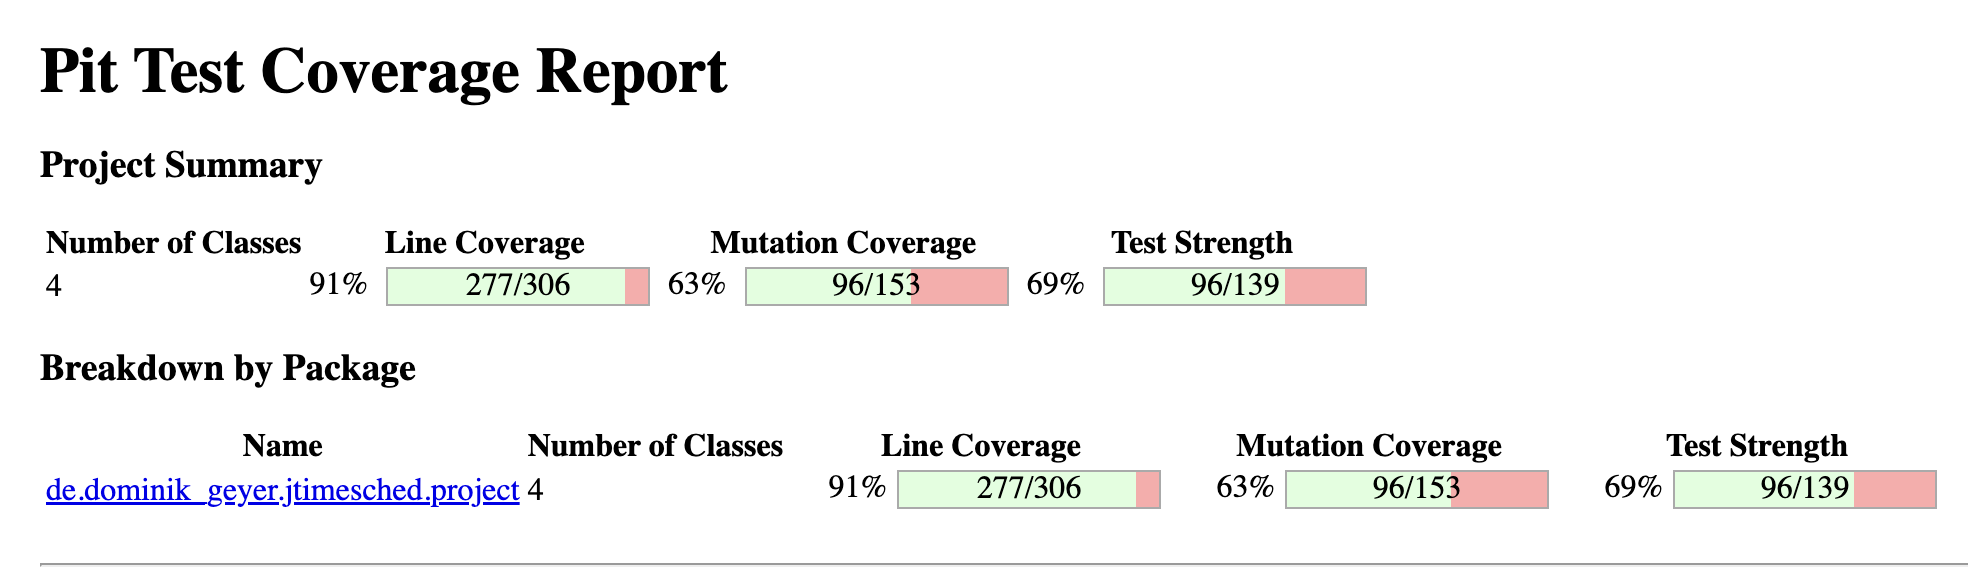 Pit Test Coverage Report
Project Summary
Number of Classes Line Coverage Mutation Coverage Test Strength
4 91% 277/306 63% 96/153 69% 96/139
Breakdown by Package
Name Number of Classes Line Coverage Mutation Coverage Test Strength
de.dominik_geyer.jtimesched.project 4 91% 277/306 63% 96/153 69% 96/139